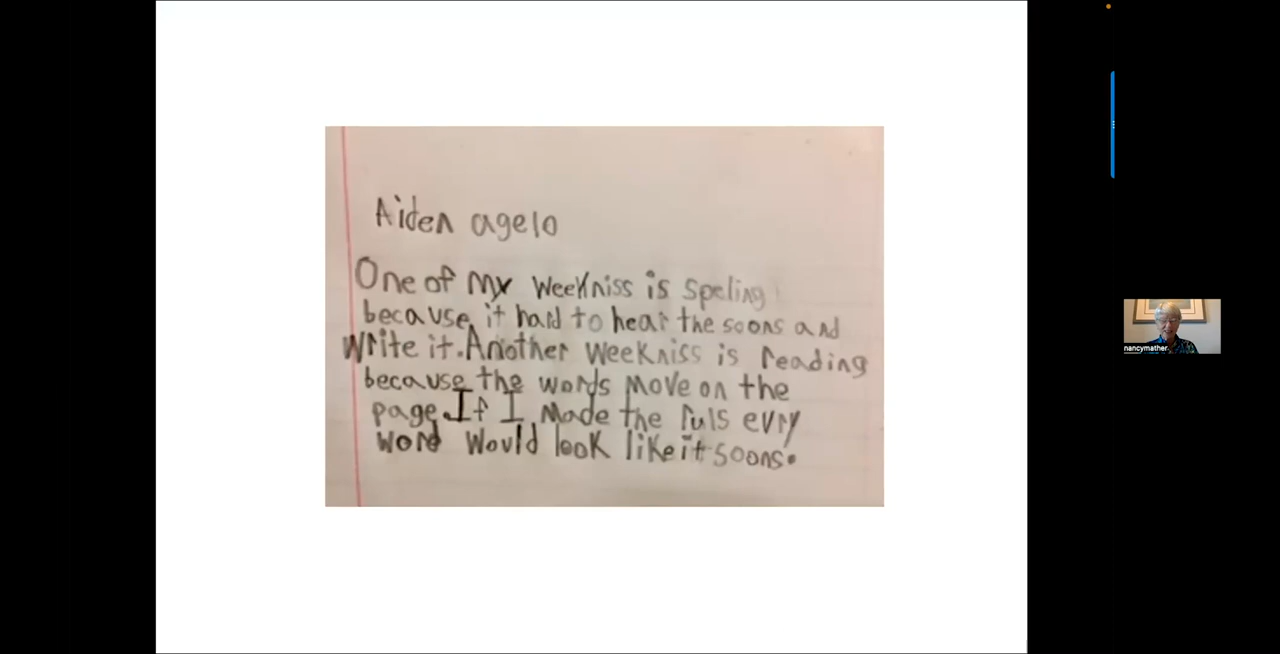 Aiden age10
One of my weekniss is speling
because it hard to hear the soons and
write it. Another weekniss is reading
because the words move on the
page. If I made the ruls evry
word would look like it soons.
nancymather